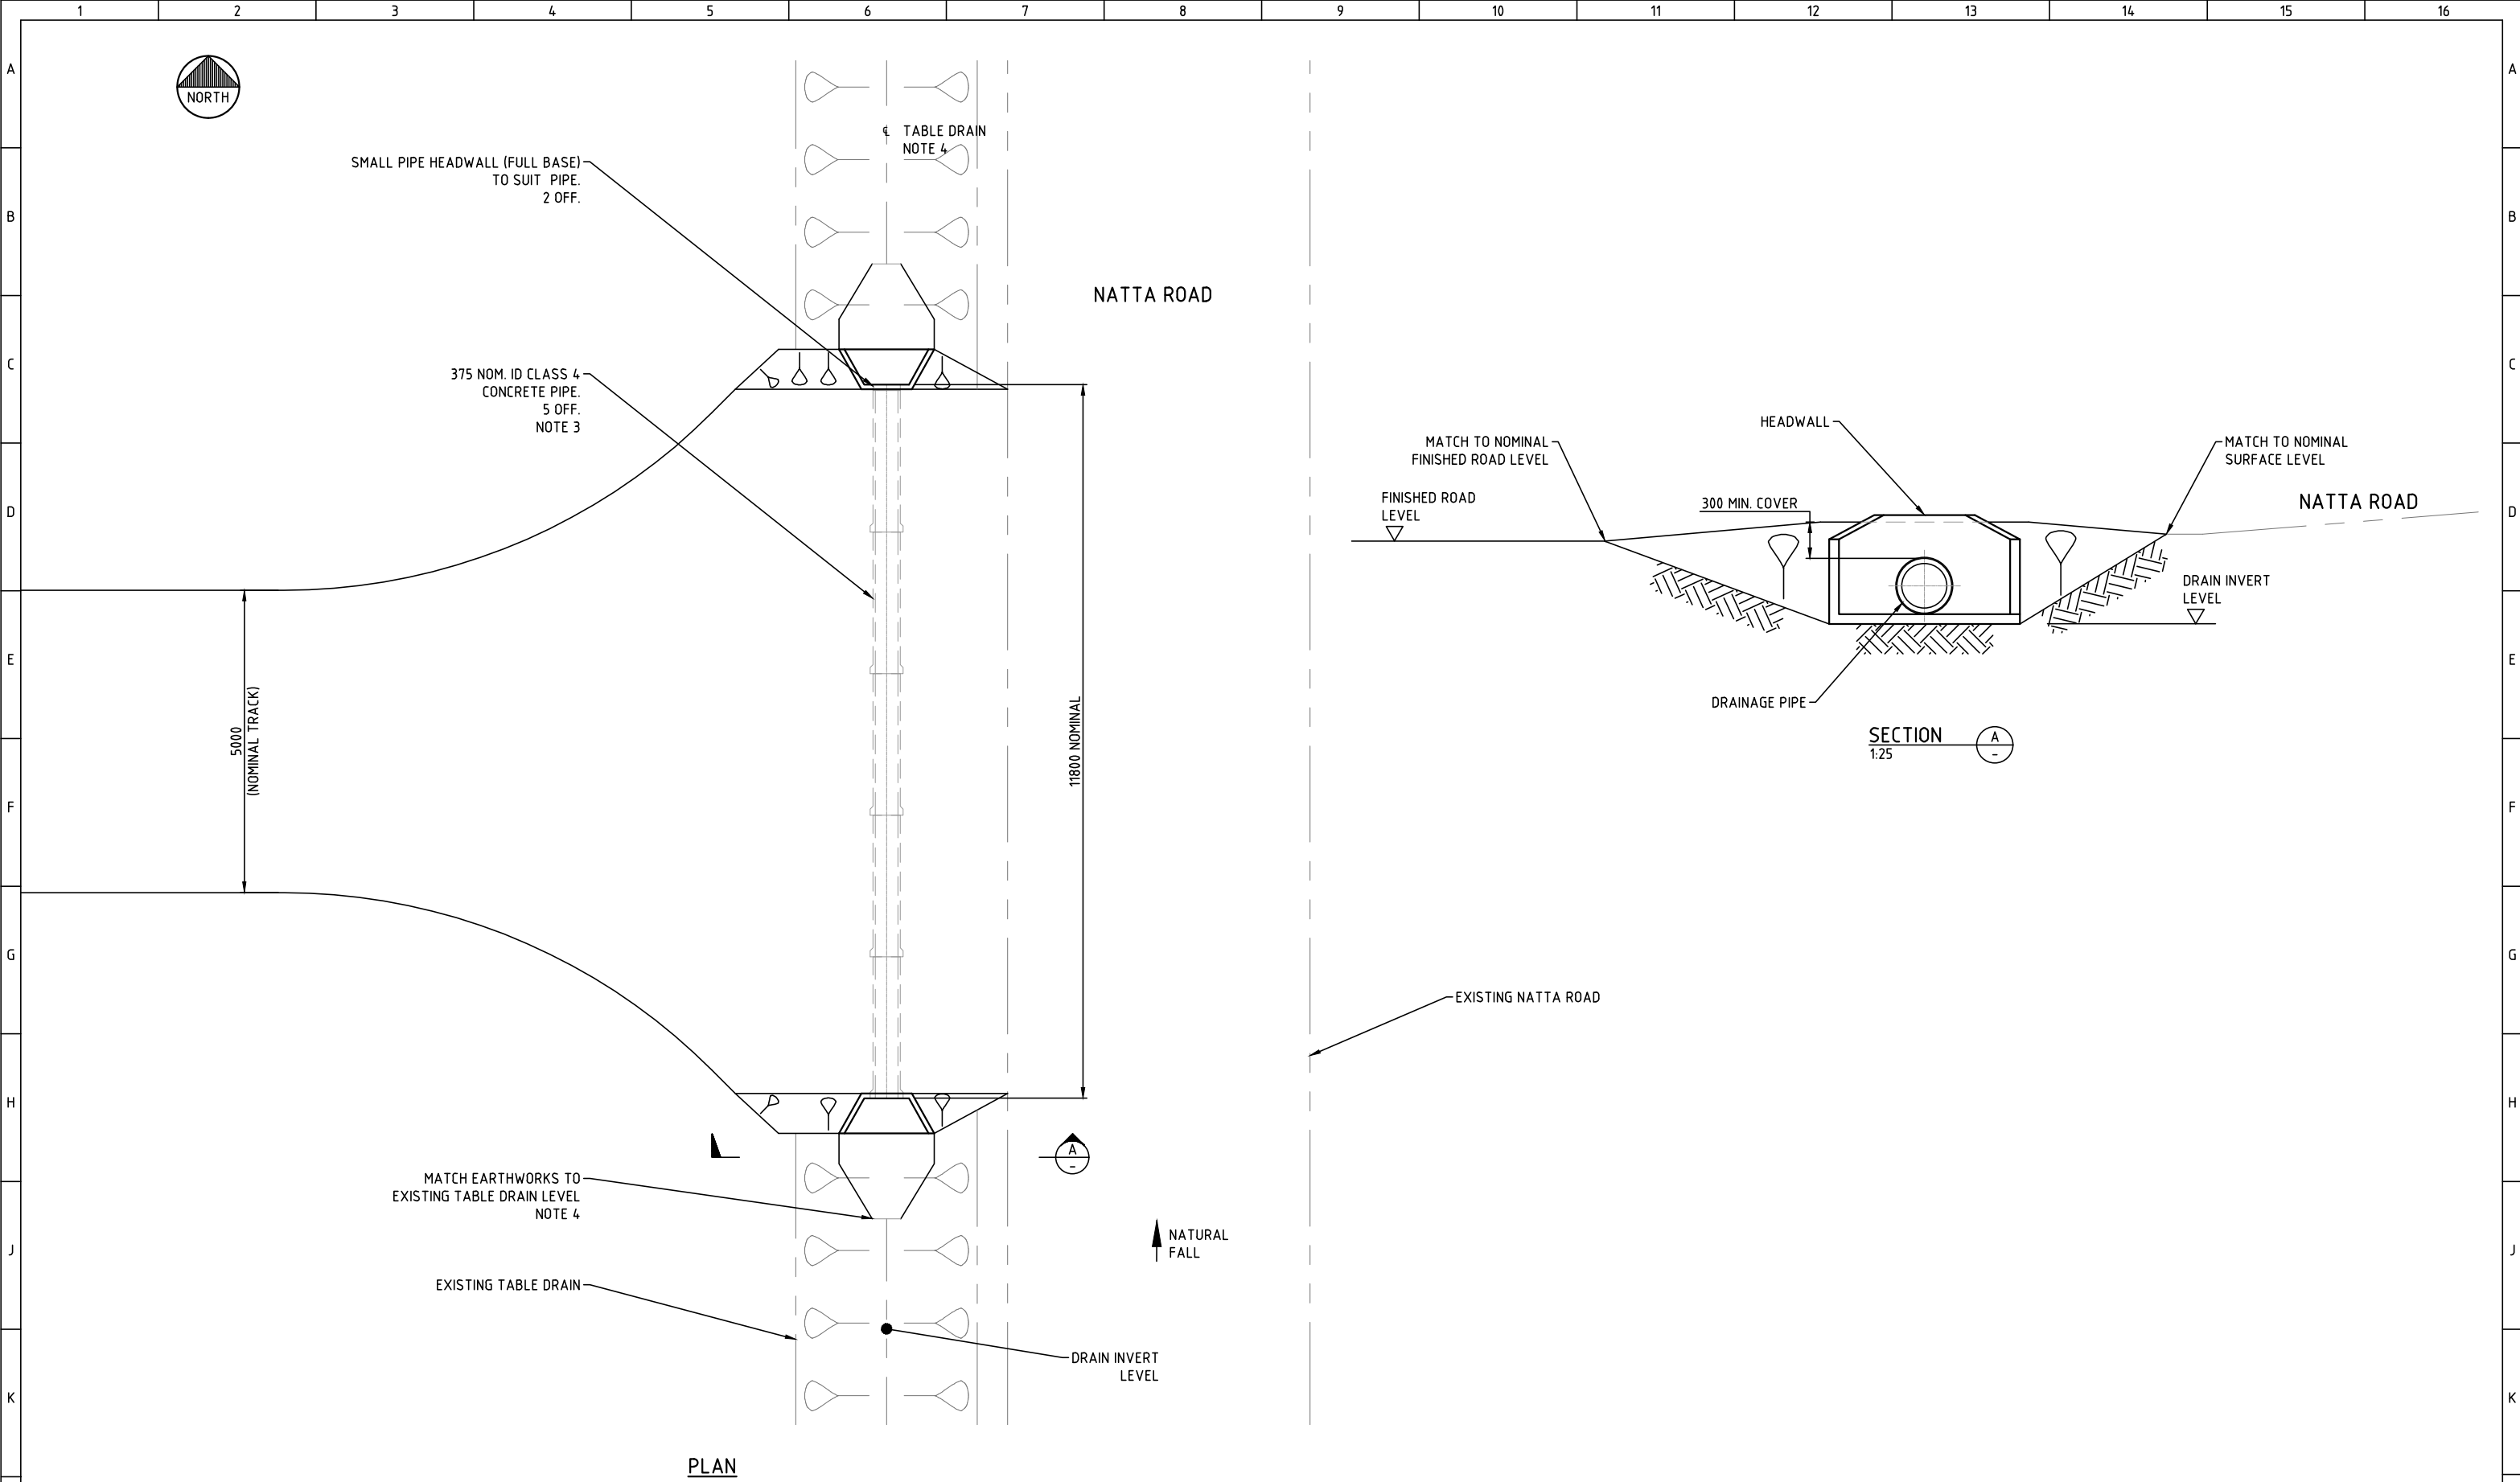 1 2 3 4 5 6 7 8 9 10 11 12 13 14 15 16
A A
B B
C C
D D
E E
F F
G G
H H
J J
K K
NORTH
℄ TABLE DRAIN
NOTE 4
SMALL PIPE HEADWALL (FULL BASE)
TO SUIT PIPE.
2 OFF.
NATTA ROAD
375 NOM. ID CLASS 4
CONCRETE PIPE.
5 OFF.
NOTE 3
5000
(NOMINAL TRACK)
11800 NOMINAL
EXISTING NATTA ROAD
A
-
MATCH EARTHWORKS TO
EXISTING TABLE DRAIN LEVEL
NOTE 4
NATURAL
FALL
EXISTING TABLE DRAIN
DRAIN INVERT
LEVEL
PLAN
HEADWALL
MATCH TO NOMINAL
FINISHED ROAD LEVEL
MATCH TO NOMINAL
SURFACE LEVEL
FINISHED ROAD
LEVEL
300 MIN. COVER
NATTA ROAD
DRAIN INVERT
LEVEL
DRAINAGE PIPE
SECTION A
1:25 -